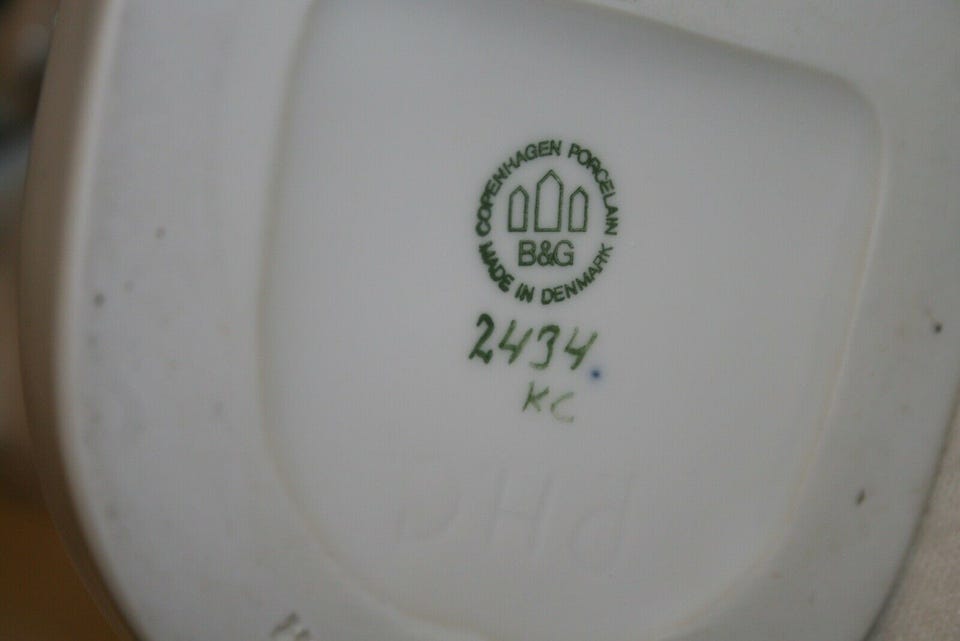 COPENHAGEN PORCELAIN
B&G
MADE IN DENMARK
2434.
KC